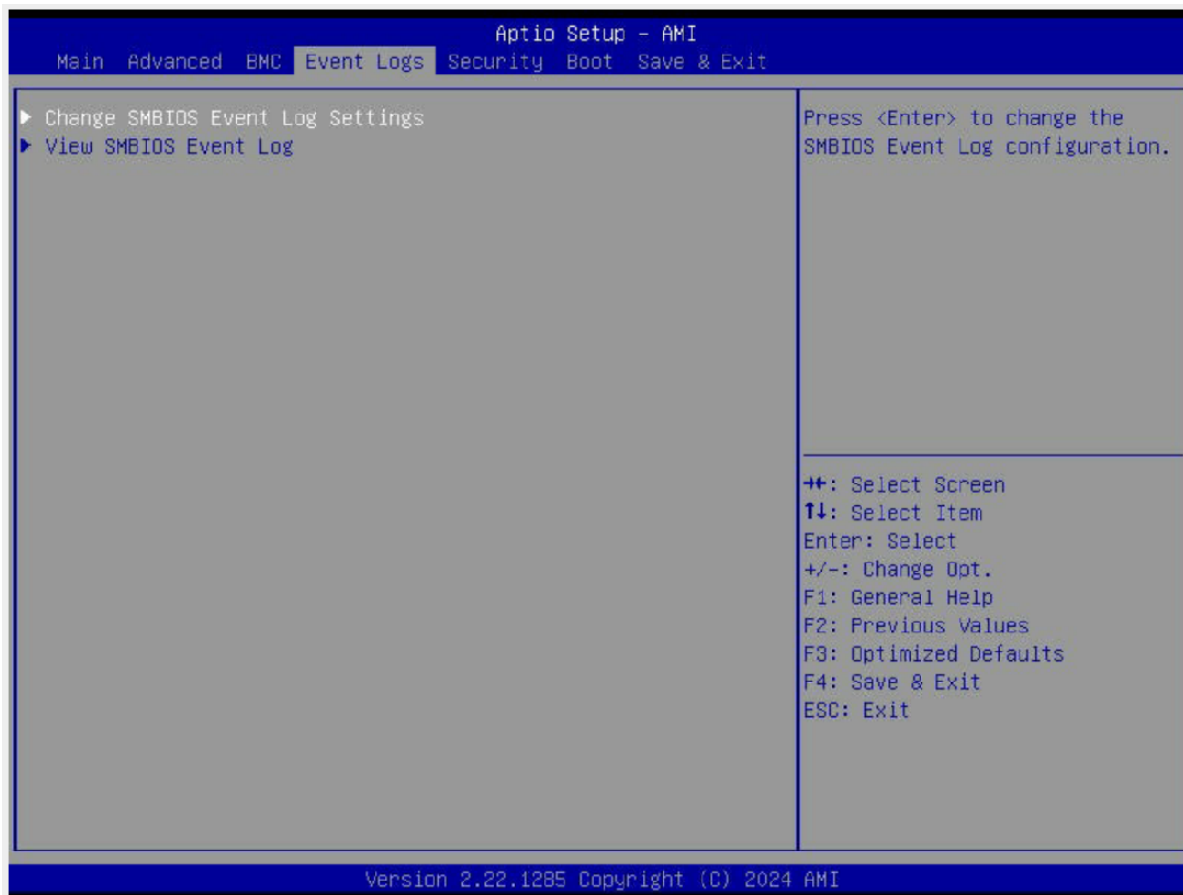 Aptio Setup - AMI
Main Advanced BMC Event Logs Security Boot Save & Exit
▶ Change SMBIOS Event Log Settings
▶ View SMBIOS Event Log
Press <Enter> to change the
SMBIOS Event Log configuration.
→←: Select Screen
↑↓: Select Item
Enter: Select
+/-: Change Opt.
F1: General Help
F2: Previous Values
F3: Optimized Defaults
F4: Save & Exit
ESC: Exit
Version 2.22.1285 Copyright (C) 2024 AMI